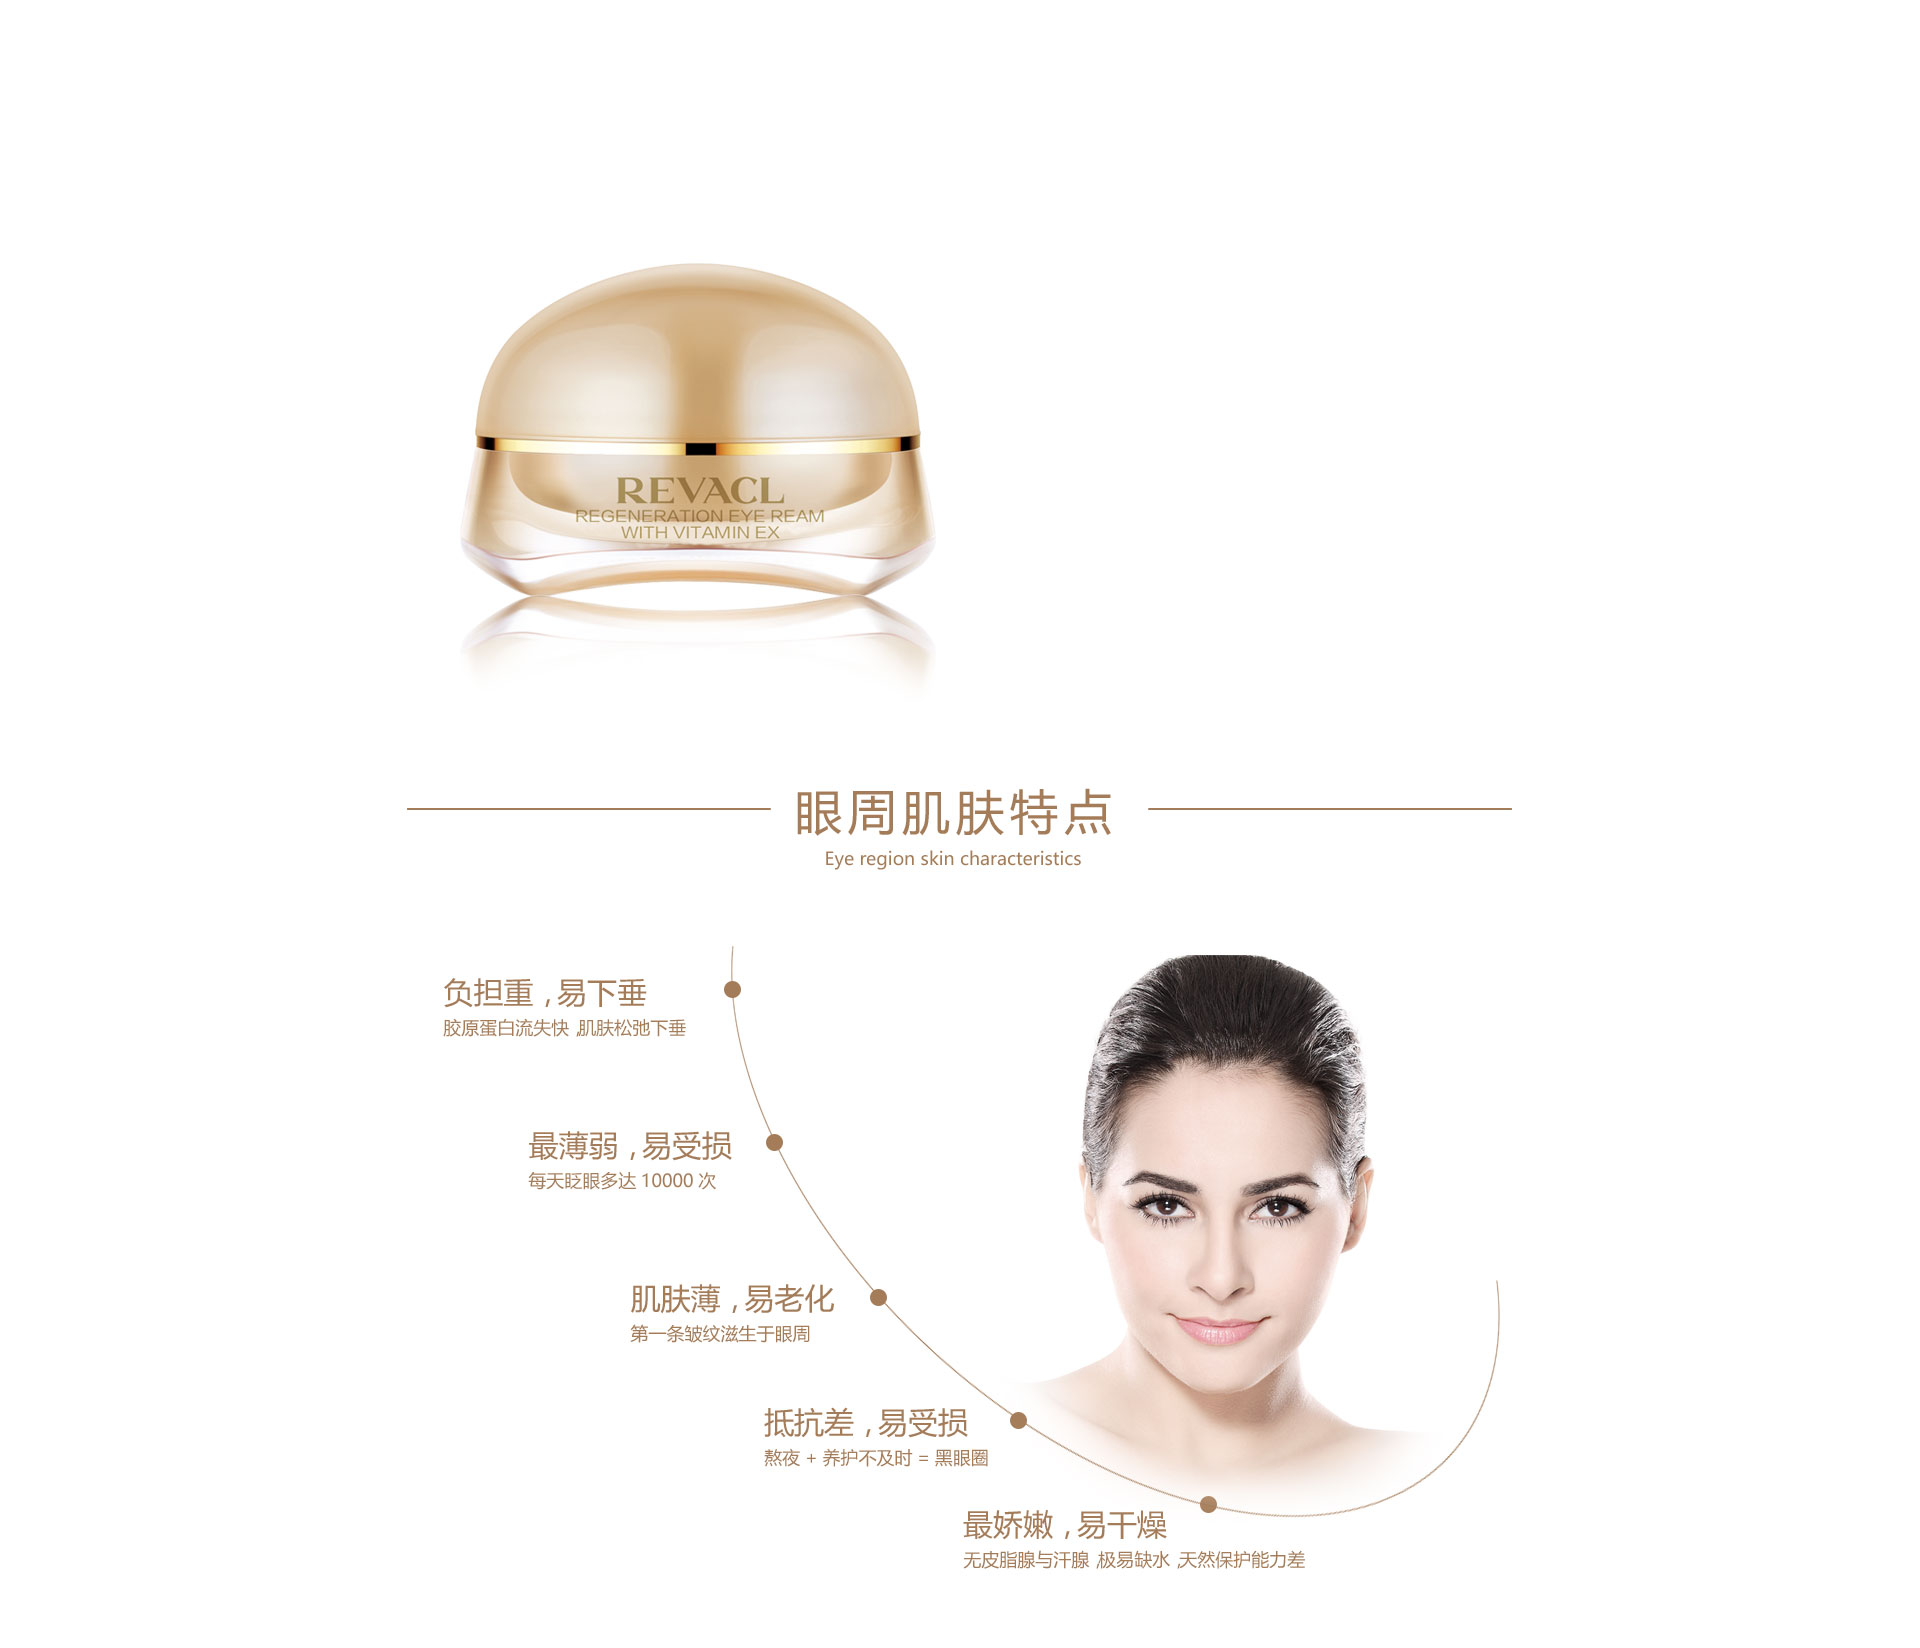 REVACL
REGENERATION EYE REAM
WITH VITAMIN EX
眼周肌肤特点
Eye region skin characteristics
负担重，易下垂
胶原蛋白流失快，肌肤松弛下垂
最薄弱，易受损
每天眨眼多达 10000 次
肌肤薄，易老化
第一条皱纹滋生于眼周
抵抗差，易受损
熬夜 + 养护不及时 = 黑眼圈
最娇嫩，易干燥
无皮脂腺与汗腺，极易缺水，天然保护能力差